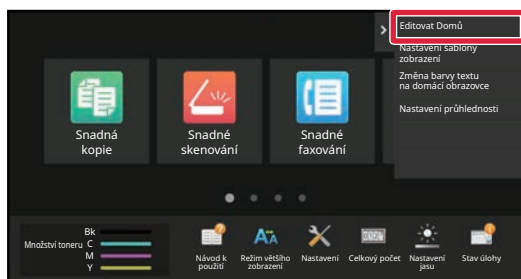 Editovat Domů
Nastavení šablony
zobrazení
Změna barvy textu
na domácí obrazovce
Nastavení průhlednosti
Snadná
kopie
Snadné
skenování
Snadné
faxování
Množství toneru
Bk
C
M
Y
Návod k
použití
Režim většího
zobrazení
Nastavení
Celkový počet
Nastavení
jasu
Stav úlohy